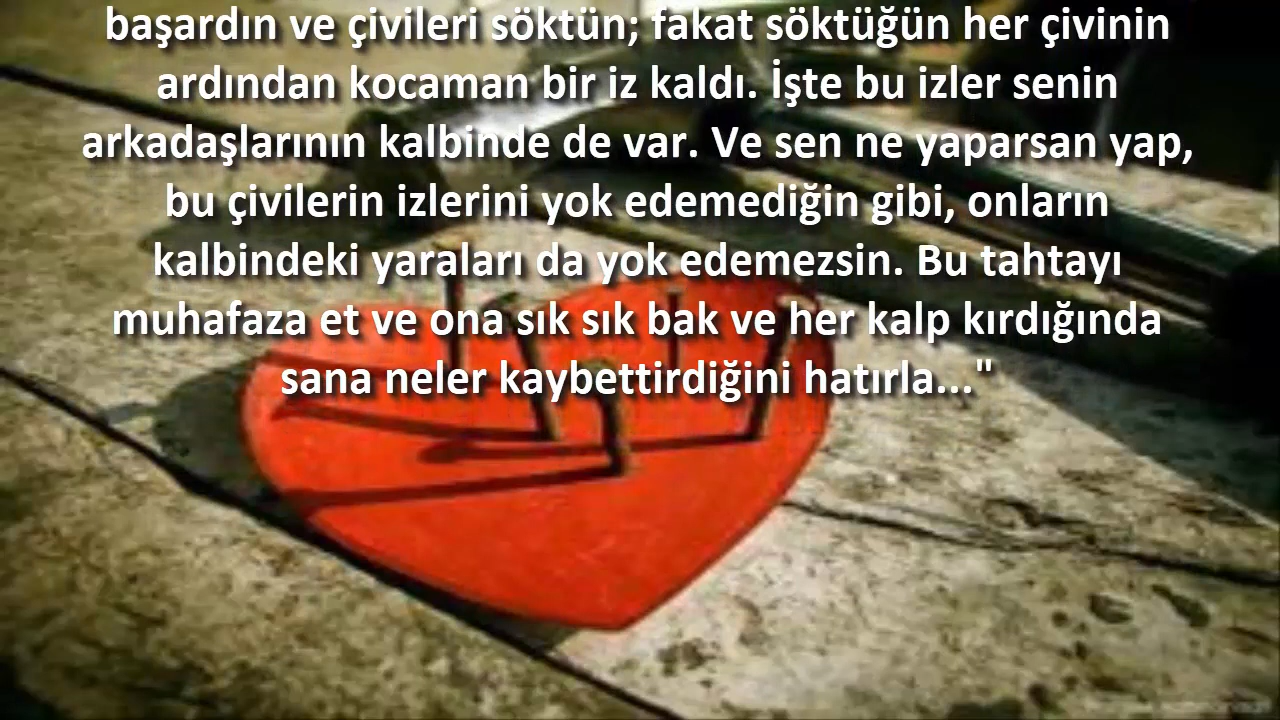 başardın ve çivileri söktün; fakat söktüğün her çivinin
ardından kocaman bir iz kaldı. İşte bu izler senin
arkadaşlarının kalbinde de var. Ve sen ne yaparsan yap,
bu çivilerin izlerini yok edemediğin gibi, onların
kalbindeki yaraları da yok edemezsin. Bu tahtayı
muhafaza et ve ona sık sık bak ve her kalp kırdığında
sana neler kaybettirdiğini hatırla..."